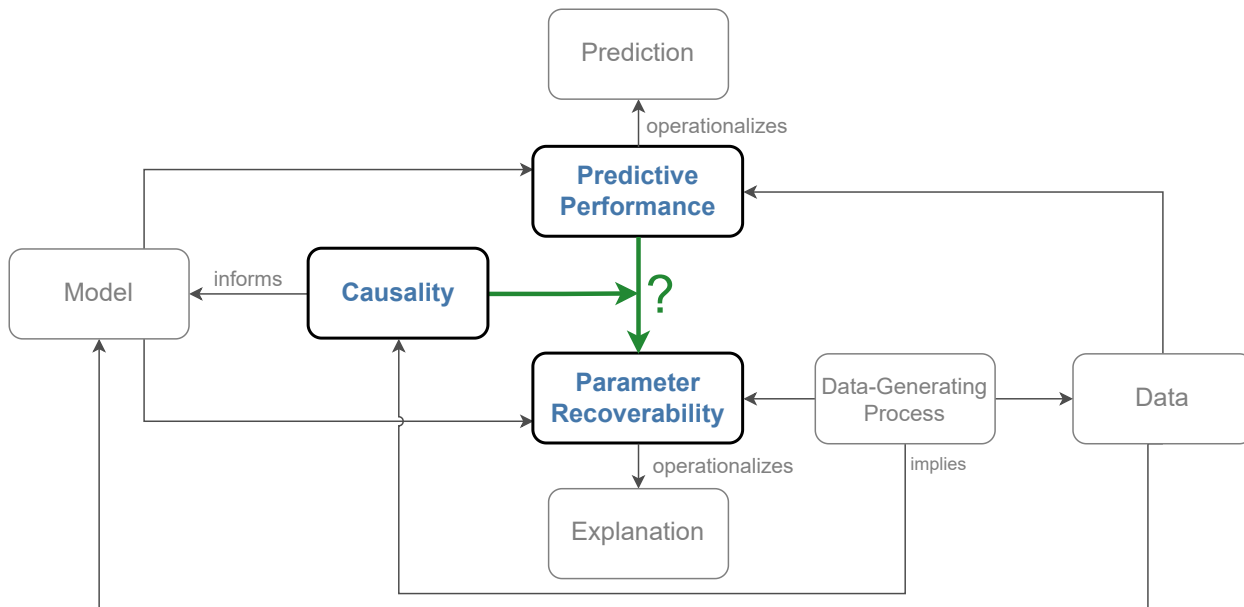 Prediction
operationalizes
Predictive
Performance
informs
Model
Causality
?
Parameter
Recoverability
Data-Generating
Process
Data
operationalizes
implies
Explanation